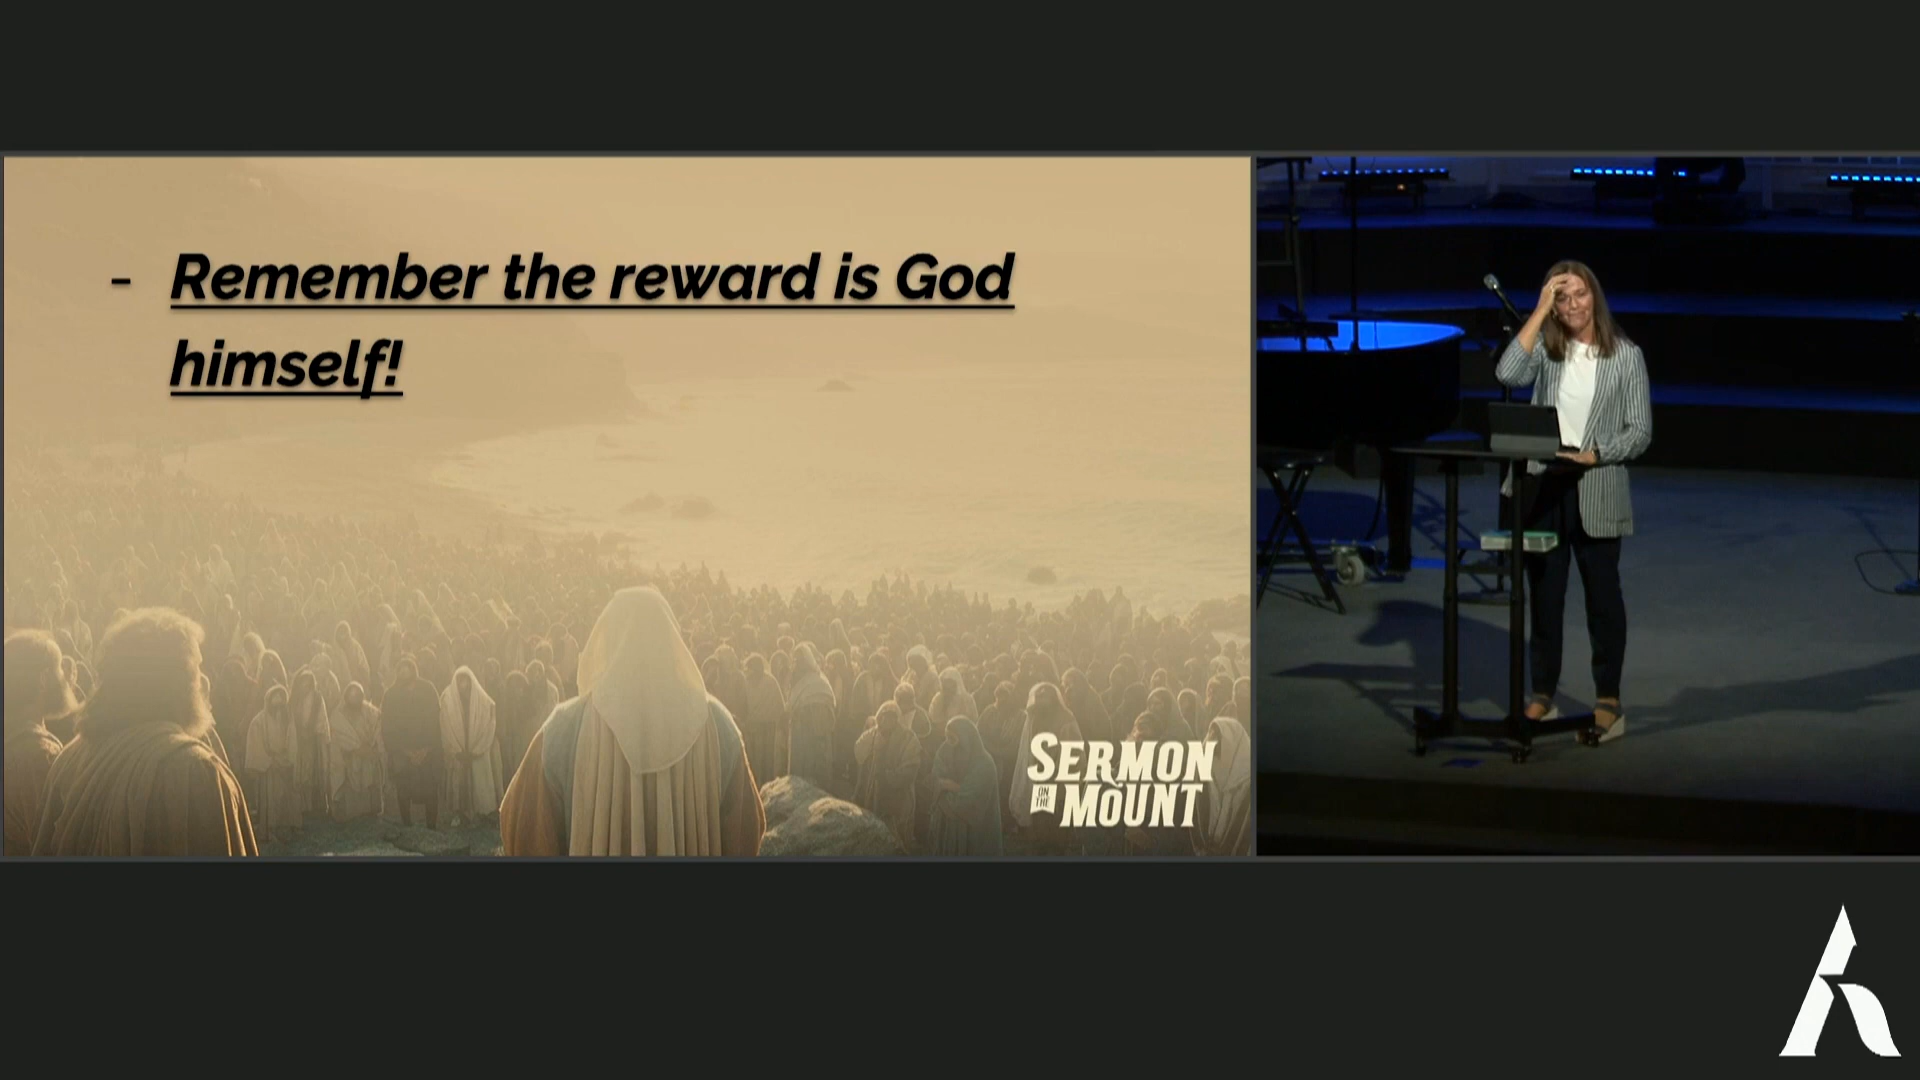 - Remember the reward is God
himself!
SERMON
ON THE
MOUNT